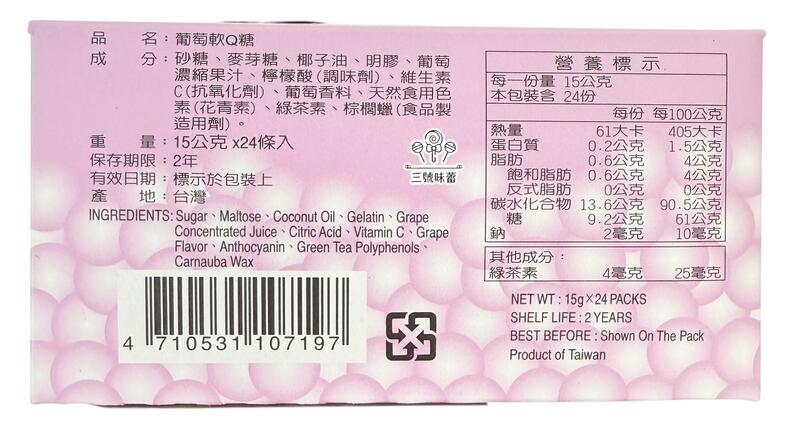 品　　名：葡萄軟Q糖
成　　分：砂糖、麥芽糖、椰子油、明膠、葡萄
濃縮果汁、檸檬酸(調味劑)、維生素
C(抗氧化劑)、葡萄香料、天然食用色
素(花青素)、綠茶素、棕櫚蠟(食品製
造用劑)。
重　　量：15公克 x24條入
保存期限：2年
有效日期：標示於包裝上
產　　地：台灣
INGREDIENTS: Sugar、Maltose、Coconut Oil、Gelatin、Grape
Concentrated Juice、Citric Acid、Vitamin C、Grape
Flavor、Anthocyanin、Green Tea Polyphenols、
Carnauba Wax
4 710531 107197
三號味蕾
營養標示
每一份量 15公克
本包裝含 24份
每份 每100公克
熱量 61大卡 405大卡
蛋白質 0.2公克 1.5公克
脂肪 0.6公克 4公克
飽和脂肪 0.6公克 4公克
反式脂肪 0公克 0公克
碳水化合物 13.6公克 90.5公克
糖 9.2公克 61公克
鈉 2毫克 10毫克
其他成分：
綠茶素 4毫克 25毫克
NET WT : 15g×24 PACKS
SHELF LIFE : 2 YEARS
BEST BEFORE : Shown On The Pack
Product of Taiwan